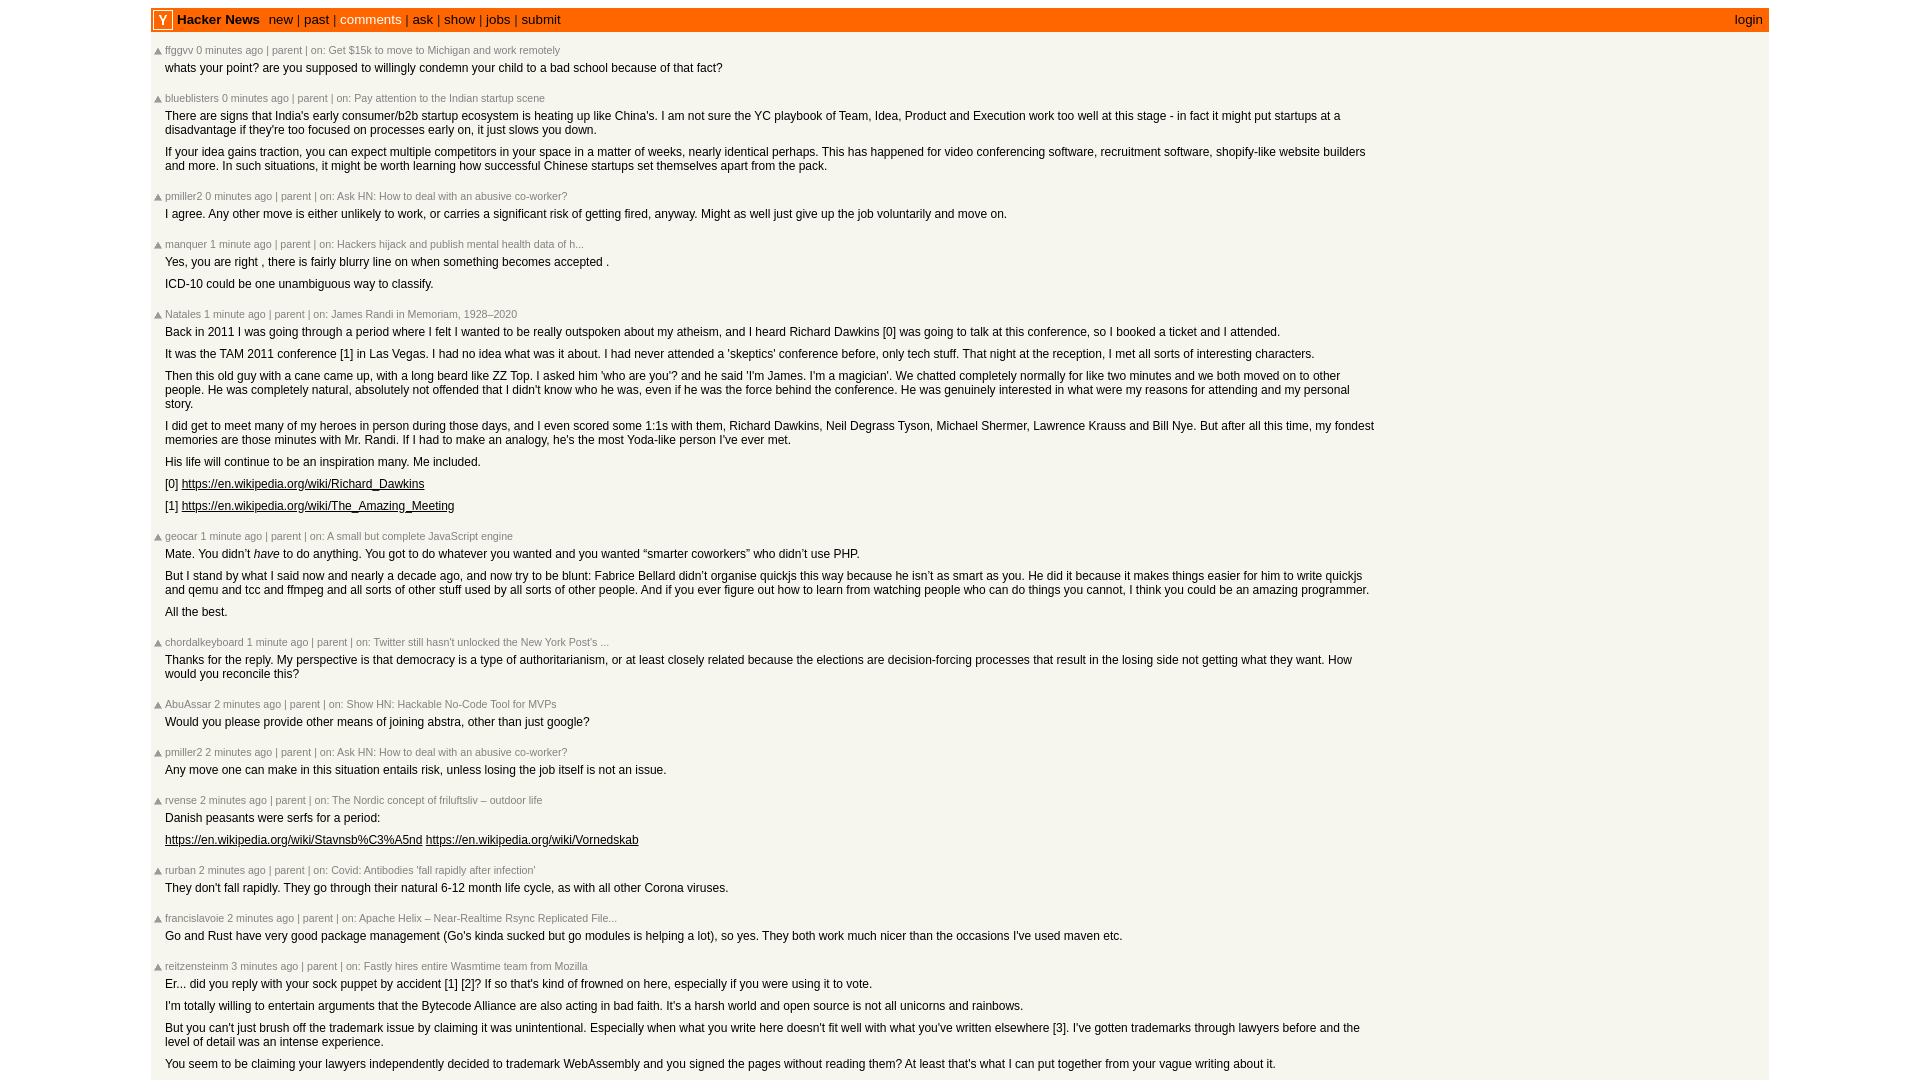 Y Hacker News new | past | comments | ask | show | jobs | submit login
ffggvv 0 minutes ago | parent | on: Get $15k to move to Michigan and work remotely
whats your point? are you supposed to willingly condemn your child to a bad school because of that fact?
blueblisters 0 minutes ago | parent | on: Pay attention to the Indian startup scene
There are signs that India's early consumer/b2b startup ecosystem is heating up like China's. I am not sure the YC playbook of Team, Idea, Product and Execution work too well at this stage - in fact it might put startups at a
disadvantage if they're too focused on processes early on, it just slows you down.
If your idea gains traction, you can expect multiple competitors in your space in a matter of weeks, nearly identical perhaps. This has happened for video conferencing software, recruitment software, shopify-like website builders
and more. In such situations, it might be worth learning how successful Chinese startups set themselves apart from the pack.
pmiller2 0 minutes ago | parent | on: Ask HN: How to deal with an abusive co-worker?
I agree. Any other move is either unlikely to work, or carries a significant risk of getting fired, anyway. Might as well just give up the job voluntarily and move on.
manquer 1 minute ago | parent | on: Hackers hijack and publish mental health data of h...
Yes, you are right , there is fairly blurry line on when something becomes accepted .
ICD-10 could be one unambiguous way to classify.
Natales 1 minute ago | parent | on: James Randi in Memoriam, 1928–2020
Back in 2011 I was going through a period where I felt I wanted to be really outspoken about my atheism, and I heard Richard Dawkins [0] was going to talk at this conference, so I booked a ticket and I attended.
It was the TAM 2011 conference [1] in Las Vegas. I had no idea what was it about. I had never attended a 'skeptics' conference before, only tech stuff. That night at the reception, I met all sorts of interesting characters.
Then this old guy with a cane came up, with a long beard like ZZ Top. I asked him 'who are you'? and he said 'I'm James. I'm a magician'. We chatted completely normally for like two minutes and we both moved on to other
people. He was completely natural, absolutely not offended that I didn't know who he was, even if he was the force behind the conference. He was genuinely interested in what were my reasons for attending and my personal
story.
I did get to meet many of my heroes in person during those days, and I even scored some 1:1s with them, Richard Dawkins, Neil Degrass Tyson, Michael Shermer, Lawrence Krauss and Bill Nye. But after all this time, my fondest
memories are those minutes with Mr. Randi. If I had to make an analogy, he's the most Yoda-like person I've ever met.
His life will continue to be an inspiration many. Me included.
[0] https://en.wikipedia.org/wiki/Richard_Dawkins
[1] https://en.wikipedia.org/wiki/The_Amazing_Meeting
geocar 1 minute ago | parent | on: A small but complete JavaScript engine
Mate. You didn’t have to do anything. You got to do whatever you wanted and you wanted “smarter coworkers” who didn’t use PHP.
But I stand by what I said now and nearly a decade ago, and now try to be blunt: Fabrice Bellard didn’t organise quickjs this way because he isn’t as smart as you. He did it because it makes things easier for him to write quickjs
and qemu and tcc and ffmpeg and all sorts of other stuff used by all sorts of other people. And if you ever figure out how to learn from watching people who can do things you cannot, I think you could be an amazing programmer.
All the best.
chordalkeyboard 1 minute ago | parent | on: Twitter still hasn't unlocked the New York Post's ...
Thanks for the reply. My perspective is that democracy is a type of authoritarianism, or at least closely related because the elections are decision-forcing processes that result in the losing side not getting what they want. How
would you reconcile this?
AbuAssar 2 minutes ago | parent | on: Show HN: Hackable No-Code Tool for MVPs
Would you please provide other means of joining abstra, other than just google?
pmiller2 2 minutes ago | parent | on: Ask HN: How to deal with an abusive co-worker?
Any move one can make in this situation entails risk, unless losing the job itself is not an issue.
rvense 2 minutes ago | parent | on: The Nordic concept of friluftsliv – outdoor life
Danish peasants were serfs for a period:
https://en.wikipedia.org/wiki/Stavnsb%C3%A5nd https://en.wikipedia.org/wiki/Vornedskab
rurban 2 minutes ago | parent | on: Covid: Antibodies 'fall rapidly after infection'
They don't fall rapidly. They go through their natural 6-12 month life cycle, as with all other Corona viruses.
francislavoie 2 minutes ago | parent | on: Apache Helix – Near-Realtime Rsync Replicated File...
Go and Rust have very good package management (Go's kinda sucked but go modules is helping a lot), so yes. They both work much nicer than the occasions I've used maven etc.
reitzensteinm 3 minutes ago | parent | on: Fastly hires entire Wasmtime team from Mozilla
Er... did you reply with your sock puppet by accident [1] [2]? If so that's kind of frowned on here, especially if you were using it to vote.
I'm totally willing to entertain arguments that the Bytecode Alliance are also acting in bad faith. It's a harsh world and open source is not all unicorns and rainbows.
But you can't just brush off the trademark issue by claiming it was unintentional. Especially when what you write here doesn't fit well with what you've written elsewhere [3]. I've gotten trademarks through lawyers before and the
level of detail was an intense experience.
You seem to be claiming your lawyers independently decided to trademark WebAssembly and you signed the pages without reading them? At least that's what I can put together from your vague writing about it.